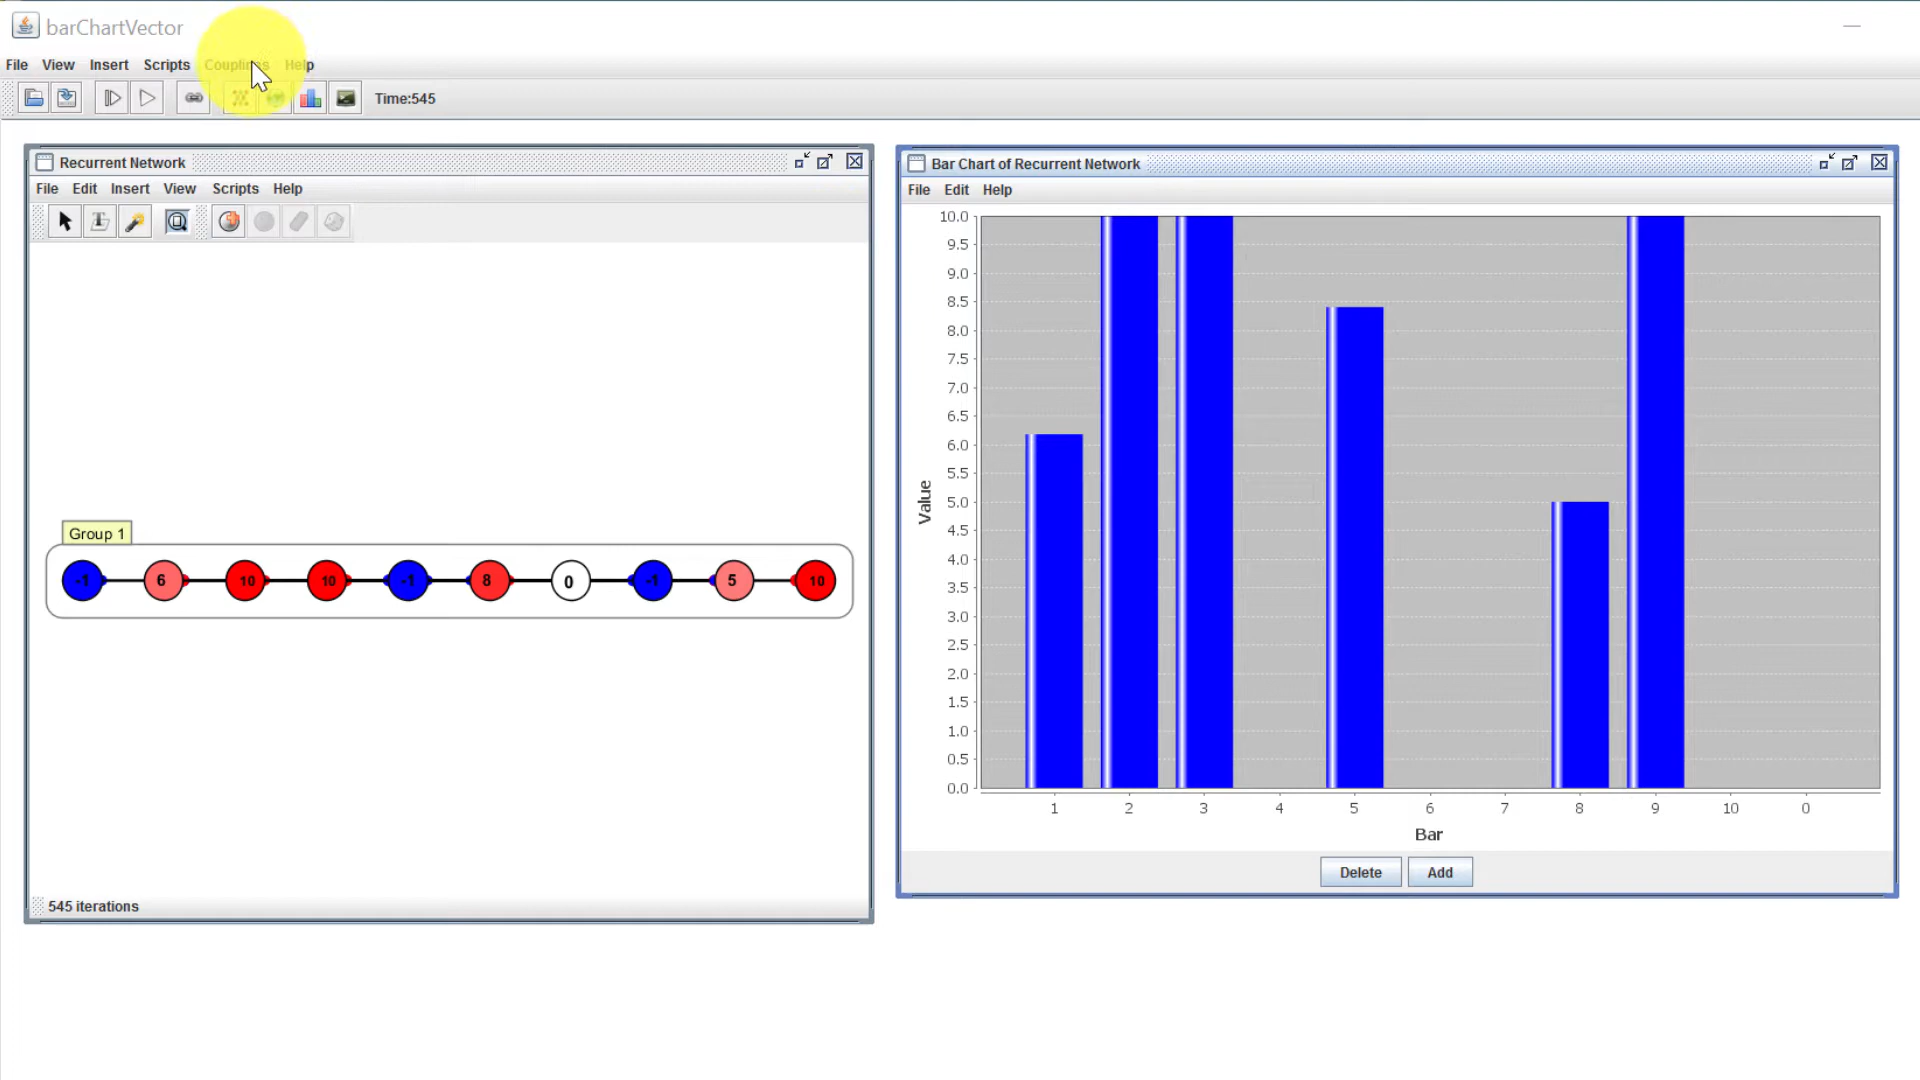 barChartVector
File View Insert Scripts Couplings Help
Time:545
Recurrent Network
File Edit Insert View Scripts Help
Group 1
-1 6 10 10 -1 8 0 -1 5 10
545 iterations
Bar Chart of Recurrent Network
File Edit Help
10.0
9.5
9.0
8.5
8.0
7.5
7.0
6.5
6.0
5.5
5.0
4.5
4.0
3.5
3.0
2.5
2.0
1.5
1.0
0.5
0.0
Value
1 2 3 4 5 6 7 8 9 10 0
Bar
Delete Add